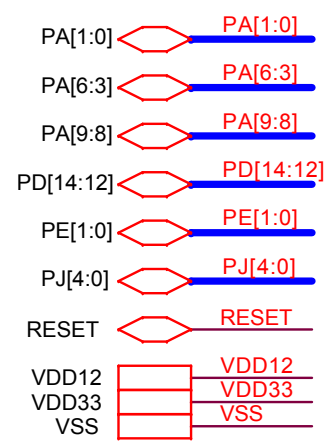 PA[1:0] PA[1:0]
PA[6:3] PA[6:3]
PA[9:8] PA[9:8]
PD[14:12] PD[14:12]
PE[1:0] PE[1:0]
PJ[4:0] PJ[4:0]
RESET RESET
VDD12 VDD12
VDD33 VDD33
VSS VSS